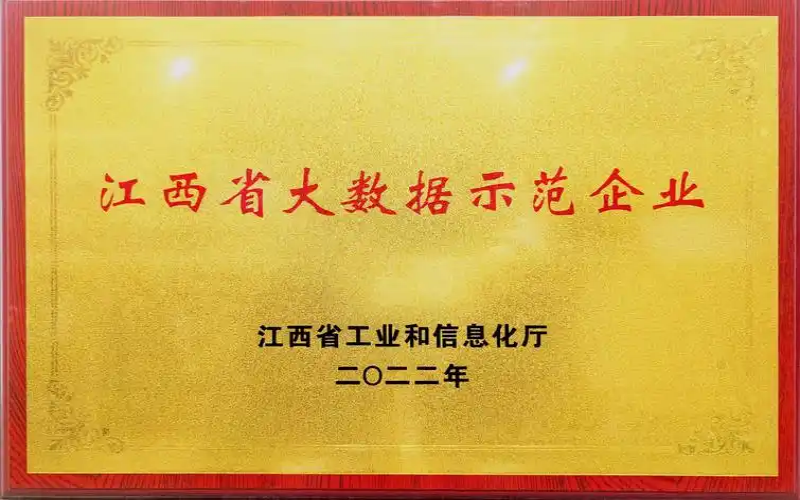 江西省大数据示范企业
江西省工业和信息化厅
二〇二二年